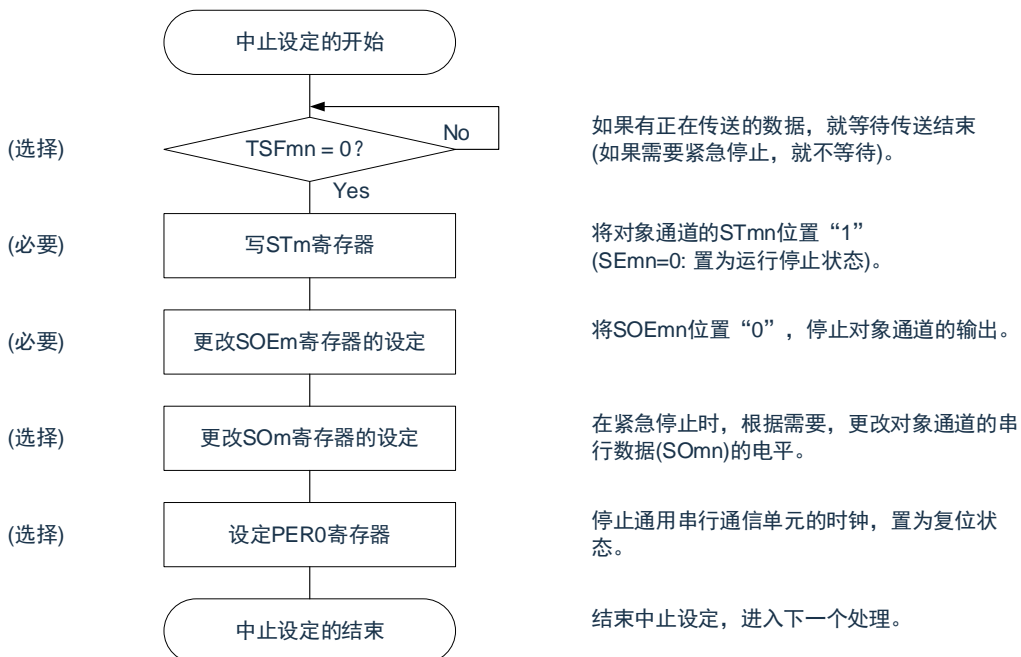 中止设定的开始
(选择)
TSFmn = 0?
No
如果有正在传送的数据，就等待传送结束
(如果需要紧急停止，就不等待)。
Yes
(必要)
写STm寄存器
将对象通道的STmn位置“1”
(SEmn=0: 置为运行停止状态)。
(必要)
更改SOEm寄存器的设定
将SOEmn位置“0”，停止对象通道的输出。
(选择)
更改SOm寄存器的设定
在紧急停止时，根据需要，更改对象通道的串
行数据(SOmn)的电平。
(选择)
设定PER0寄存器
停止通用串行通信单元的时钟，置为复位状
态。
中止设定的结束
结束中止设定，进入下一个处理。